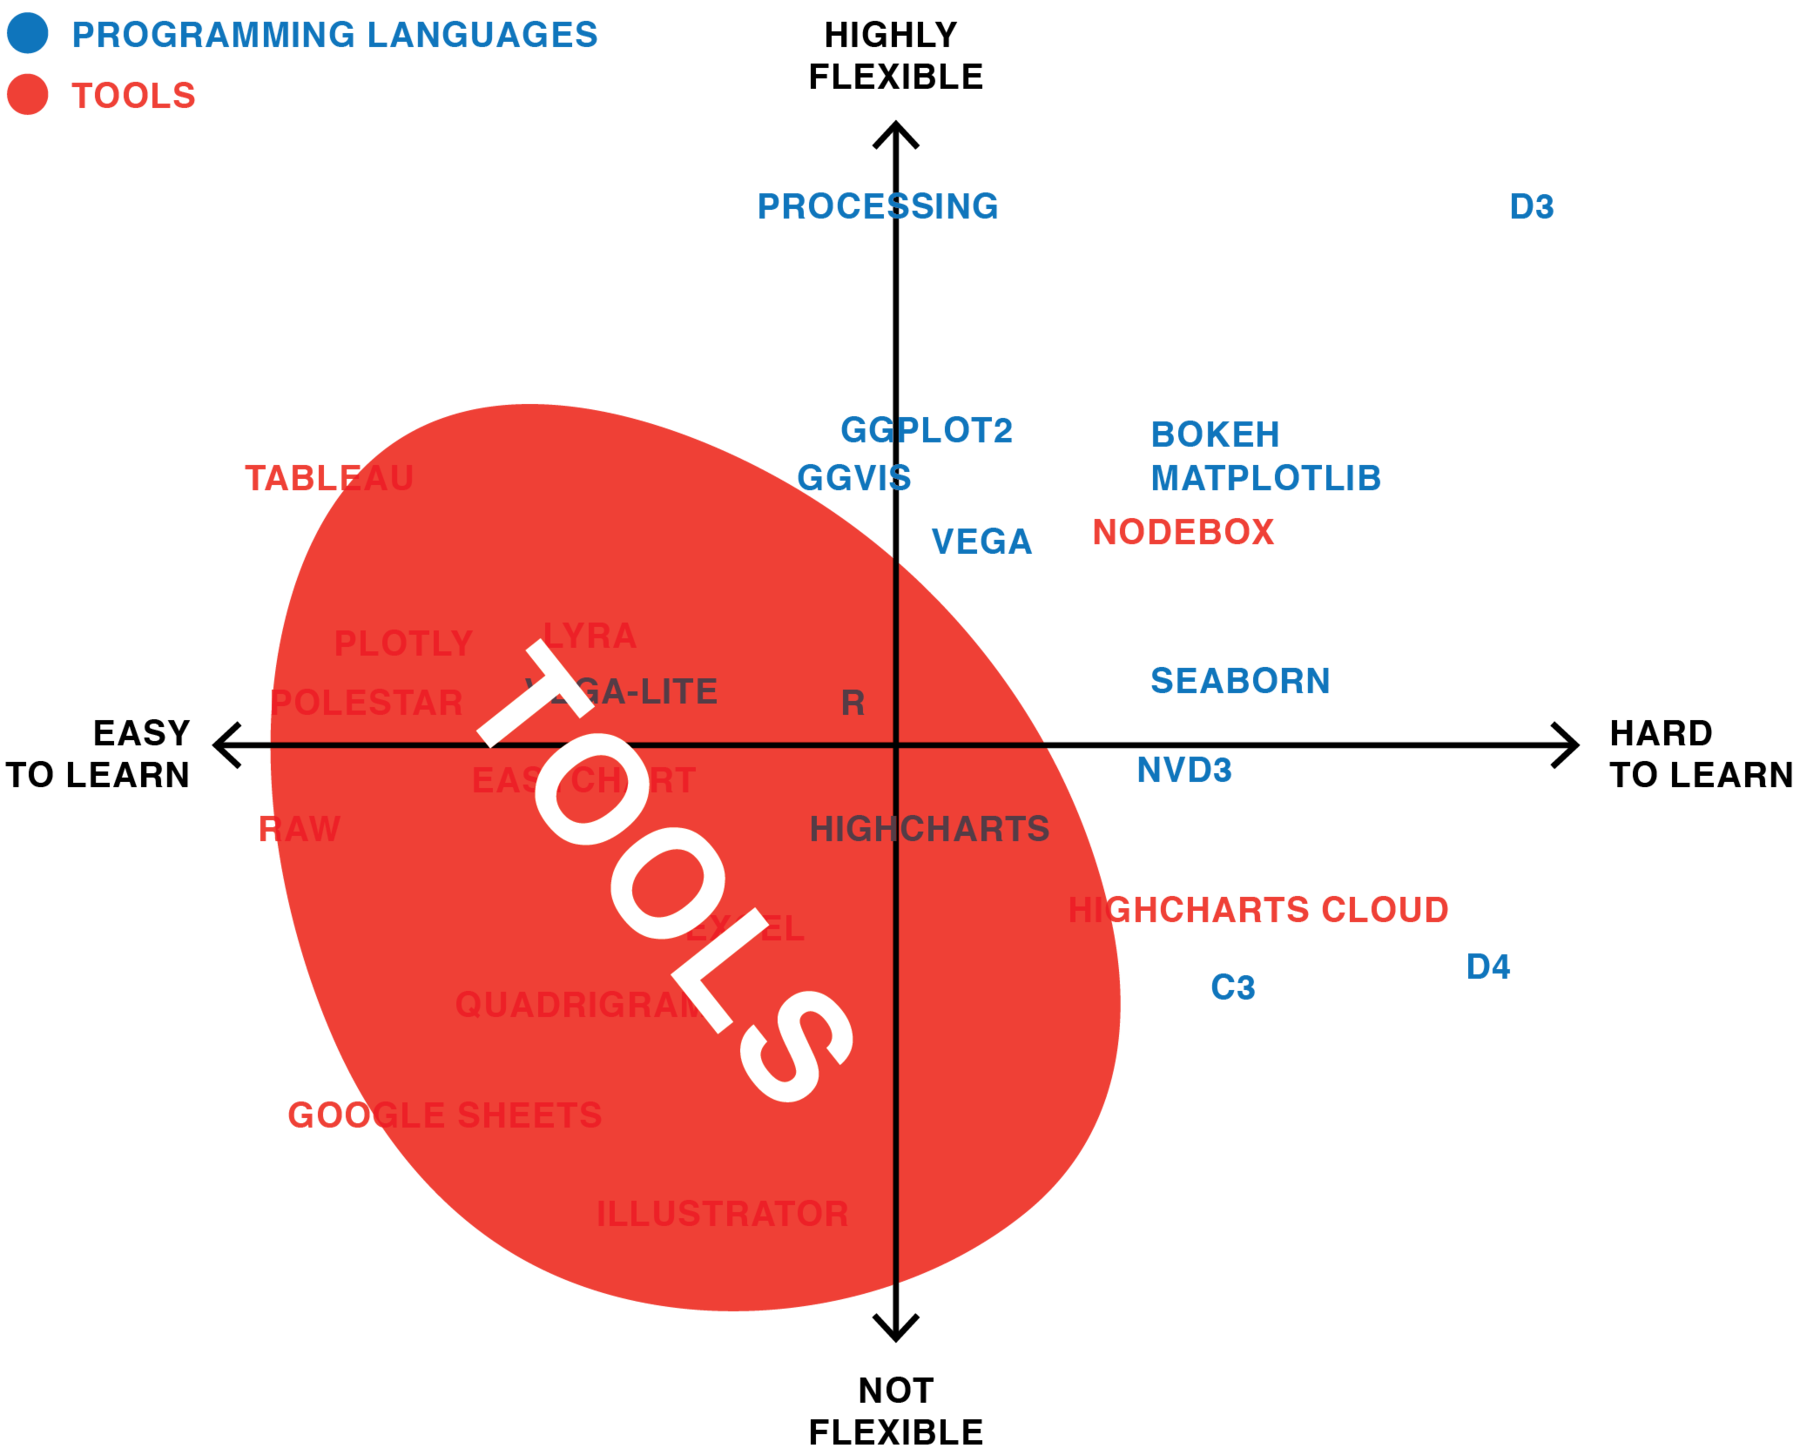 PROGRAMMING LANGUAGES
TOOLS
HIGHLY
FLEXIBLE
PROCESSING
D3
GGPLOT2
BOKEH
TABLEAU
GGVIS
MATPLOTLIB
NODEBOX
VEGA
PLOTLY
LYRA
SEABORN
VEGA-LITE
POLESTAR
R
EASY
TO LEARN
HARD
TO LEARN
NVD3
EASYCHART
RAW
HIGHCHARTS
TOOLS
HIGHCHARTS CLOUD
EXCEL
D4
C3
QUADRIGRAM
GOOGLE SHEETS
ILLUSTRATOR
NOT
FLEXIBLE